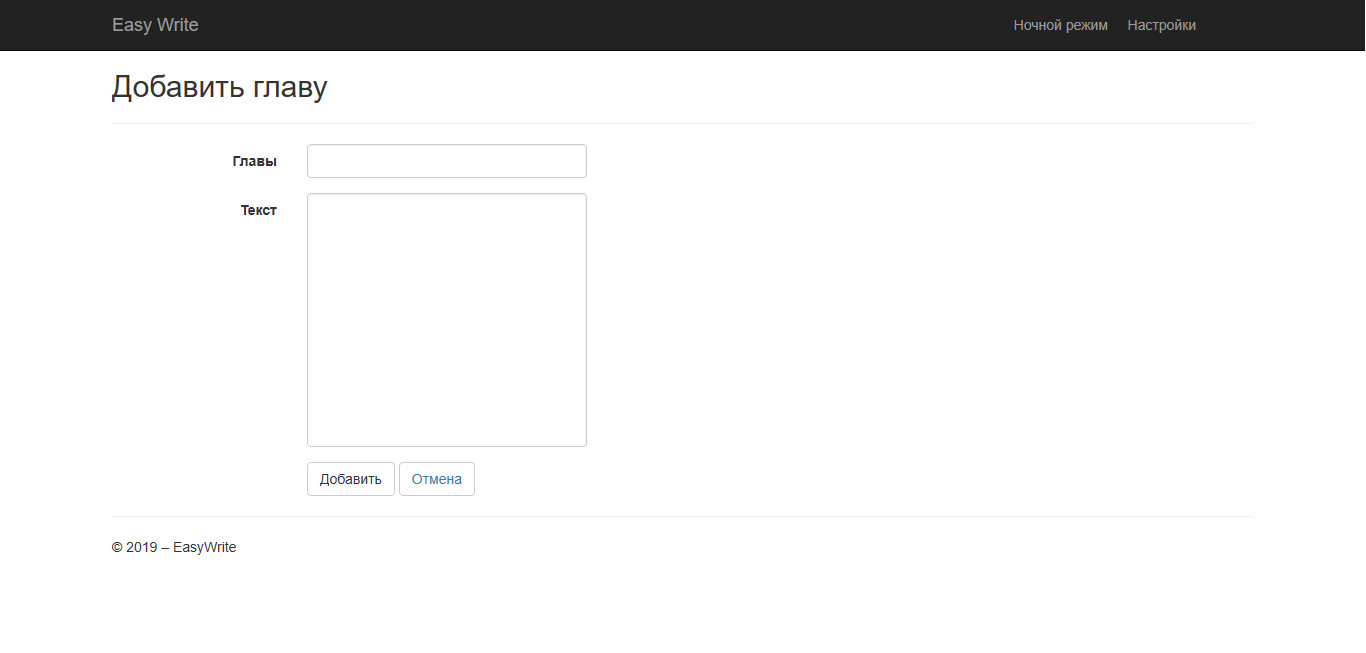 Easy Write Ночной режим Настройки
Добавить главу
Главы
Текст
Добавить Отмена
© 2019 – EasyWrite